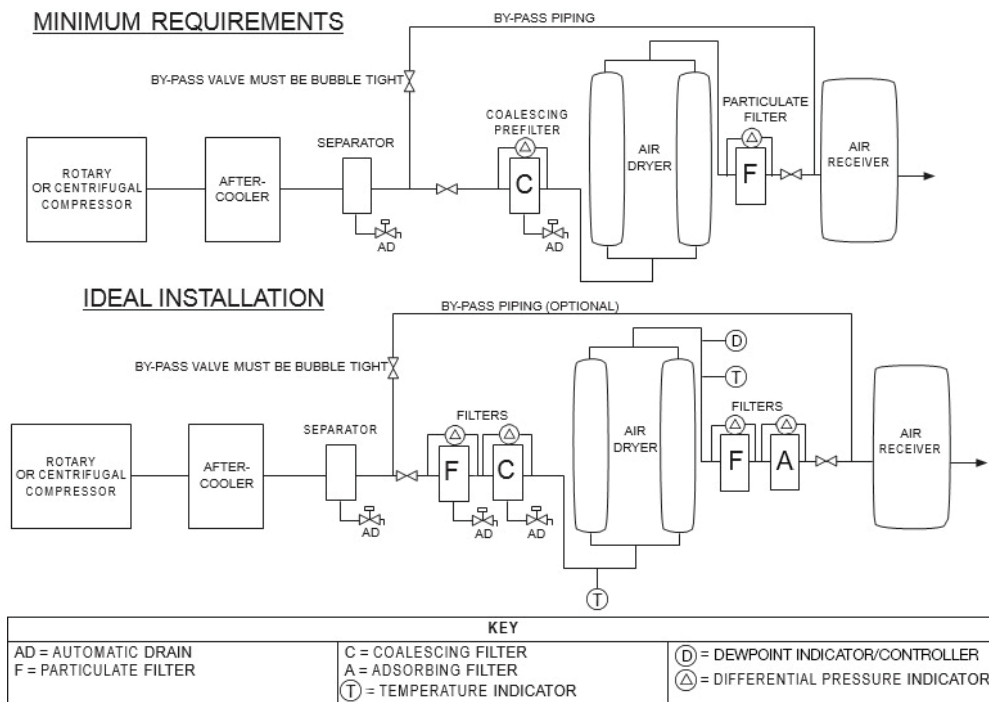 MINIMUM REQUIREMENTS
BY-PASS PIPING
BY-PASS VALVE MUST BE BUBBLE TIGHT
COALESCING
PREFILTER
PARTICULATE
FILTER
SEPARATOR
ROTARY
OR CENTRIFUGAL
COMPRESSOR
AFTER-
COOLER
AD
C
AD
AIR
DRYER
F
AIR
RECEIVER
IDEAL INSTALLATION
BY-PASS PIPING (OPTIONAL)
BY-PASS VALVE MUST BE BUBBLE TIGHT
D
T
SEPARATOR
FILTERS
FILTERS
ROTARY
OR CENTRIFUGAL
COMPRESSOR
AFTER-
COOLER
AD
F
C
AD
AD
AIR
DRYER
F
A
AIR
RECEIVER
T
KEY
AD = AUTOMATIC DRAIN
F = PARTICULATE FILTER
C = COALESCING FILTER
A = ADSORBING FILTER
T = TEMPERATURE INDICATOR
D = DEWPOINT INDICATOR/CONTROLLER
△ = DIFFERENTIAL PRESSURE INDICATOR